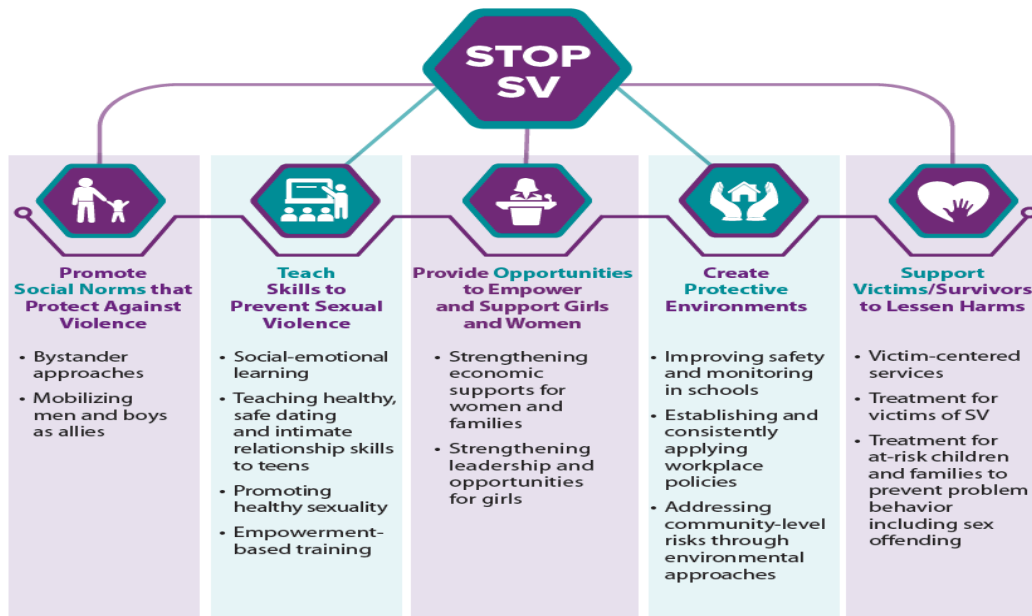 STOP
SV
Promote
Social Norms that
Protect Against
Violence
• Bystander
approaches
• Mobilizing
men and boys
as allies
Teach
Skills to
Prevent Sexual
Violence
• Social-emotional
learning
• Teaching healthy,
safe dating
and intimate
relationship skills
to teens
• Promoting
healthy sexuality
• Empowerment-
based training
Provide Opportunities
to Empower
and Support Girls
and Women
• Strengthening
economic
supports for
women and
families
• Strengthening
leadership and
opportunities
for girls
Create
Protective
Environments
• Improving safety
and monitoring
in schools
• Establishing and
consistently
applying
workplace
policies
• Addressing
community-level
risks through
environmental
approaches
Support
Victims/Survivors
to Lessen Harms
• Victim-centered
services
• Treatment for
victims of SV
• Treatment for
at-risk children
and families to
prevent problem
behavior
including sex
offending